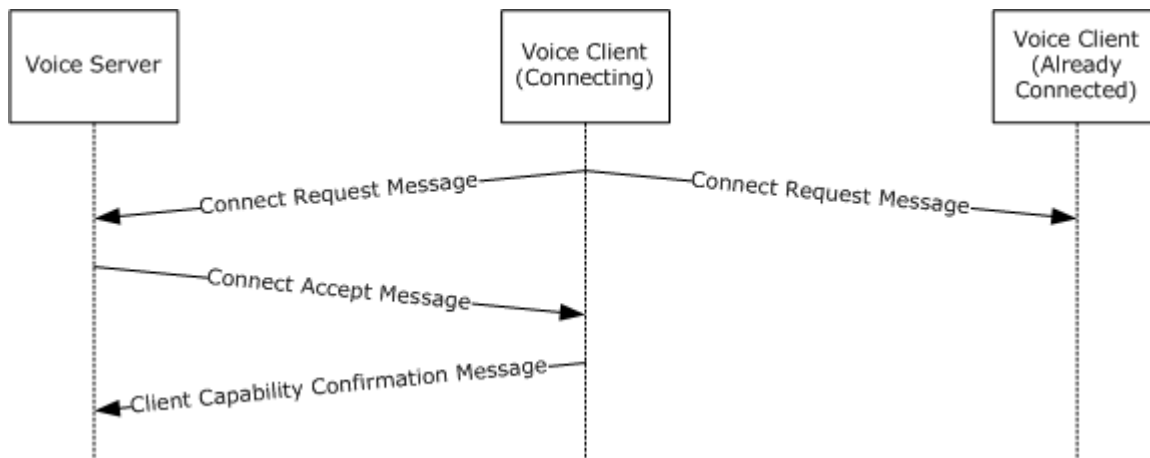 Voice Server
Voice Client
(Connecting)
Voice Client
(Already
Connected)
Connect Request Message
Connect Request Message
Connect Accept Message
Client Capability Confirmation Message